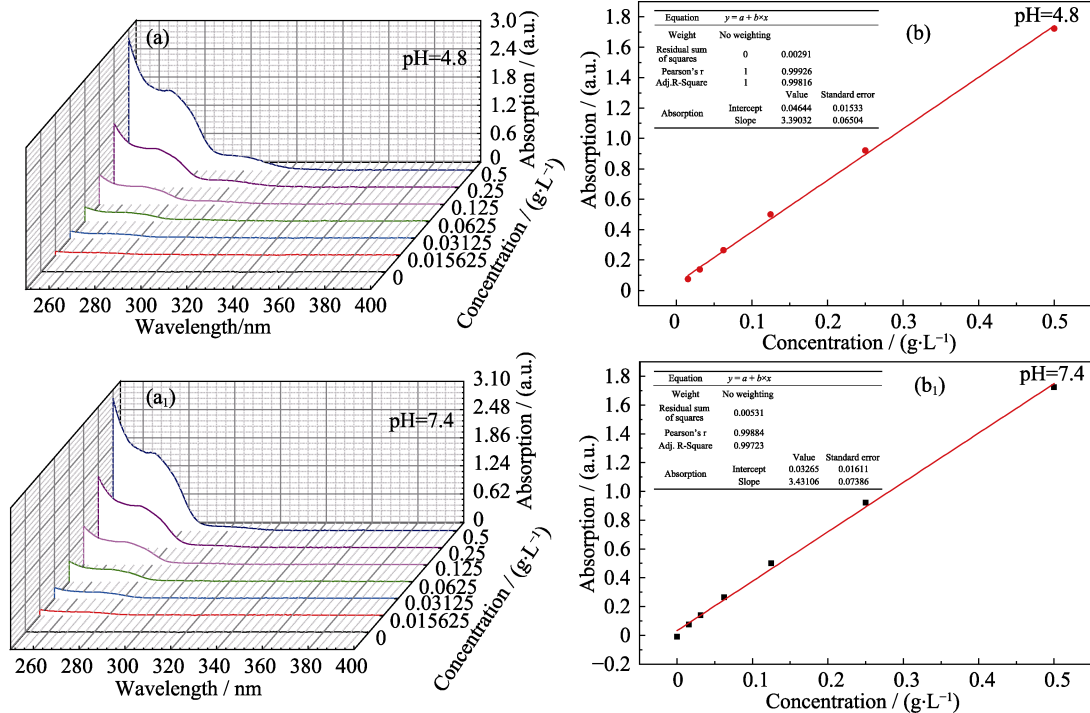 (a)
pH=4.8
3.0
2.4
1.8
1.2
0.6
0
Absorption / (a.u.)
0.5
0.25
0.125
0.0625
0.03125
0.015625
0
Concentration / (g·L⁻¹)
260 280 300 320 340 360 380 400
Wavelength/nm
(b)
pH=4.8
Equation y = a + b×x
Weight No weighting
Residual sum
of squares 0 0.00291
Pearson's r 1 0.99926
Adj.R-Square 1 0.99816
Value Standard error
Absorption Intercept 0.04644 0.01533
Slope 3.39032 0.06504
1.8
1.6
1.4
1.2
1.0
0.8
0.6
0.4
0.2
0
Absorption / (a.u.)
0 0.1 0.2 0.3 0.4 0.5
Concentration / (g·L⁻¹)
(a₁)
pH=7.4
3.10
2.48
1.86
1.24
0.62
0
Absorption / (a.u.)
0.5
0.25
0.125
0.0625
0.03125
0.015625
0
Concentration / (g·L⁻¹)
260 280 300 320 340 360 380 400
Wavelength / nm
(b₁)
pH=7.4
Equation y = a + b×x
Weight No weighting
Residual sum
of squares 0.00531
Pearson's r 0.99884
Adj. R-Square 0.99723
Value Standard error
Absorption Intercept 0.03265 0.01611
Slope 3.43106 0.07386
1.8
1.6
1.4
1.2
1.0
0.8
0.6
0.4
0.2
0
−0.2
Absorption / (a.u.)
0 0.1 0.2 0.3 0.4 0.5
Concentration / (g·L⁻¹)